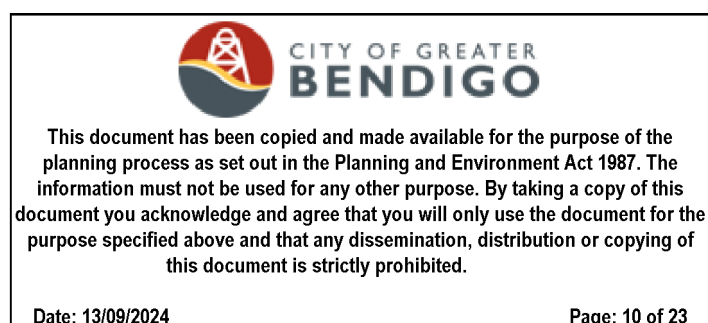 CITY OF GREATER
BENDIGO
This document has been copied and made available for the purpose of the
planning process as set out in the Planning and Environment Act 1987. The
information must not be used for any other purpose. By taking a copy of this
document you acknowledge and agree that you will only use the document for the
purpose specified above and that any dissemination, distribution or copying of
this document is strictly prohibited.
Date: 13/09/2024 Page: 10 of 23